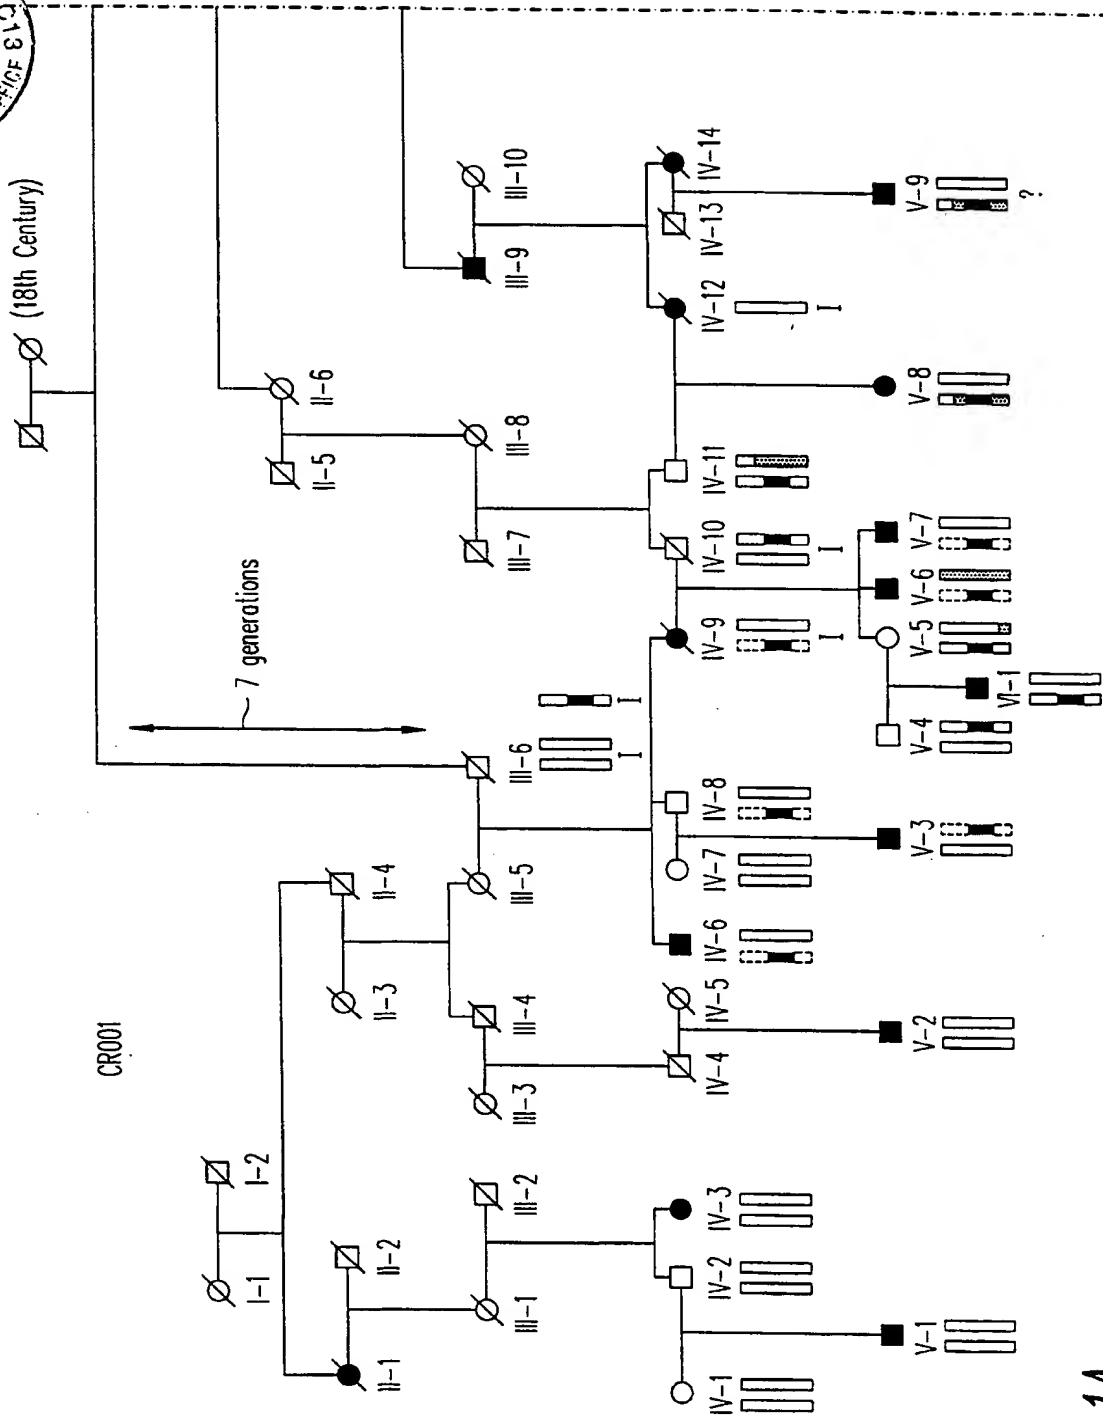 (18th Century)
CR001
7 generations
I-1
I-2
II-1
II-2
II-3
II-4
II-5
II-6
III-1
III-2
III-3
III-4
III-5
III-6
I
I
III-7
III-8
III-9
III-10
IV-1
IV-2
IV-3
IV-4
IV-5
IV-6
IV-7
IV-8
IV-9
I
IV-10
I
IV-11
IV-12
I
IV-13
IV-14
V-1
V-2
V-3
V-4
V-5
V-6
V-7
V-8
V-9
?
VI-1